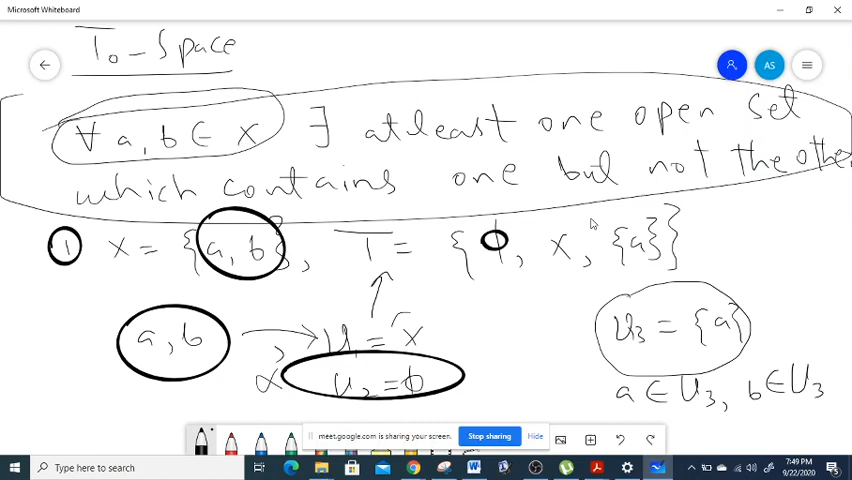 Microsoft Whiteboard
T₀ - Space
AS
∀ a, b ∈ X ∃ atleast one open set
which contains one but not the othe
① X = {a, b}, T = {ϕ, X, {a}}
a, b → U₁ = X
U₂ = ϕ
U₃ = {a}
a ∈ U₃, b ∈ U₃
meet.google.com is sharing your screen. Stop sharing Hide
Type here to search
7:49 PM
9/22/2020